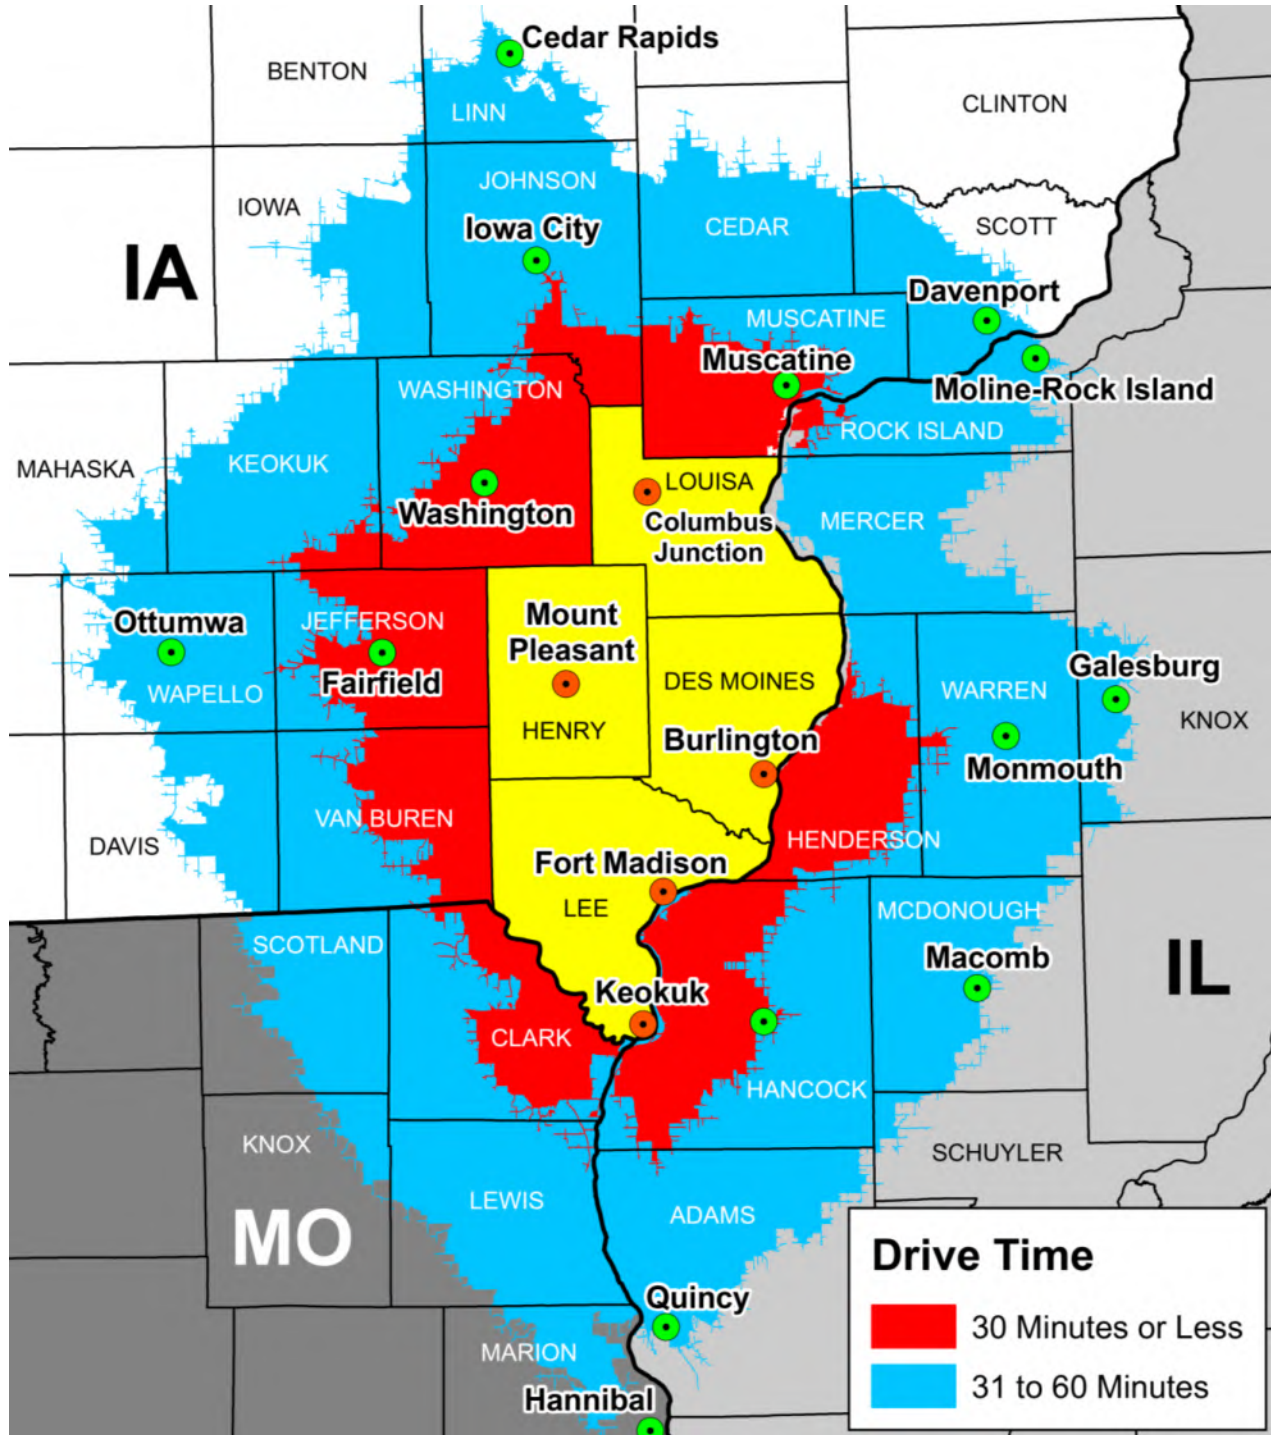 Cedar Rapids
BENTON
CLINTON
LINN
JOHNSON
IOWA
CEDAR
SCOTT
Iowa City
IA
Davenport
MUSCATINE
Muscatine
WASHINGTON
Moline-Rock Island
ROCK ISLAND
MAHASKA
KEOKUK
LOUISA
Washington
Columbus
Junction
MERCER
Ottumwa
JEFFERSON
Mount
Pleasant
Fairfield
WAPELLO
DES MOINES
WARREN
Galesburg
KNOX
HENRY
Burlington
Monmouth
VAN BUREN
DAVIS
HENDERSON
Fort Madison
LEE
MCDONOUGH
SCOTLAND
Macomb
IL
Keokuk
CLARK
HANCOCK
KNOX
SCHUYLER
MO
LEWIS
ADAMS
Quincy
MARION
Hannibal
Drive Time
30 Minutes or Less
31 to 60 Minutes